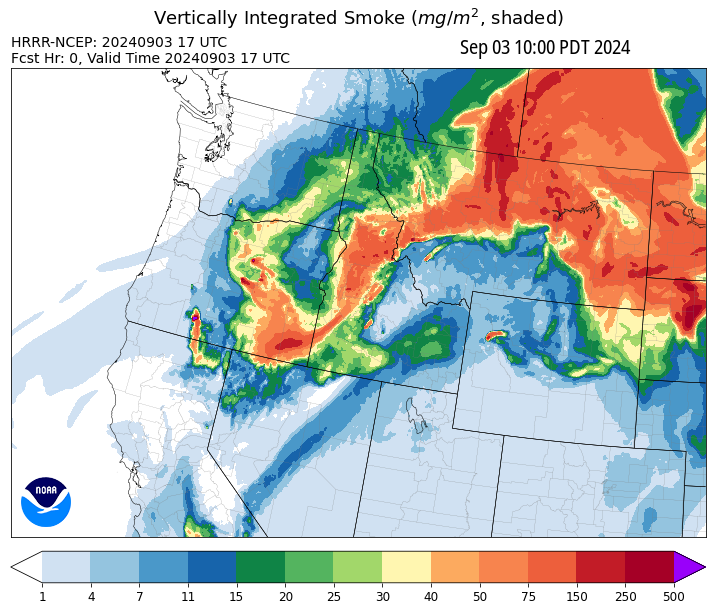 Vertically Integrated Smoke (mg/m², shaded)
HRRR-NCEP: 20240903 17 UTC
Sep 03 10:00 PDT 2024
Fcst Hr: 0, Valid Time 20240903 17 UTC
NOAA
1 4 7 11 15 20 25 30 40 50 75 150 250 500